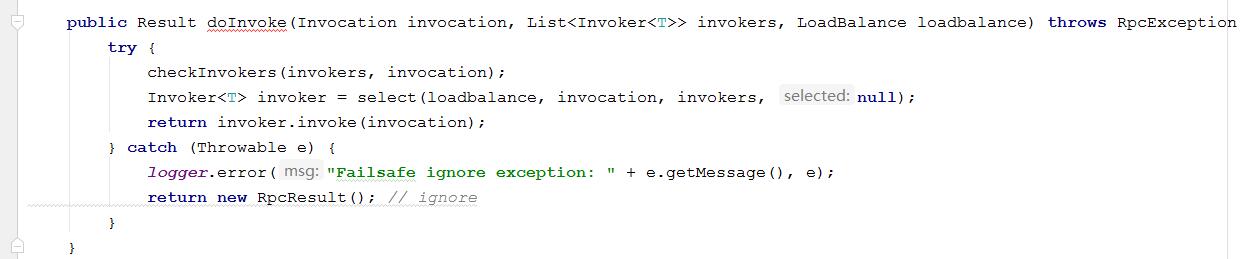 public Result doInvoke(Invocation invocation, List<Invoker<T>> invokers, LoadBalance loadbalance) throws RpcException
try {
checkInvokers(invokers, invocation);
Invoker<T> invoker = select(loadbalance, invocation, invokers, selected: null);
return invoker.invoke(invocation);
} catch (Throwable e) {
logger.error( msg: "Failsafe ignore exception: " + e.getMessage(), e);
return new RpcResult(); // ignore
}
}